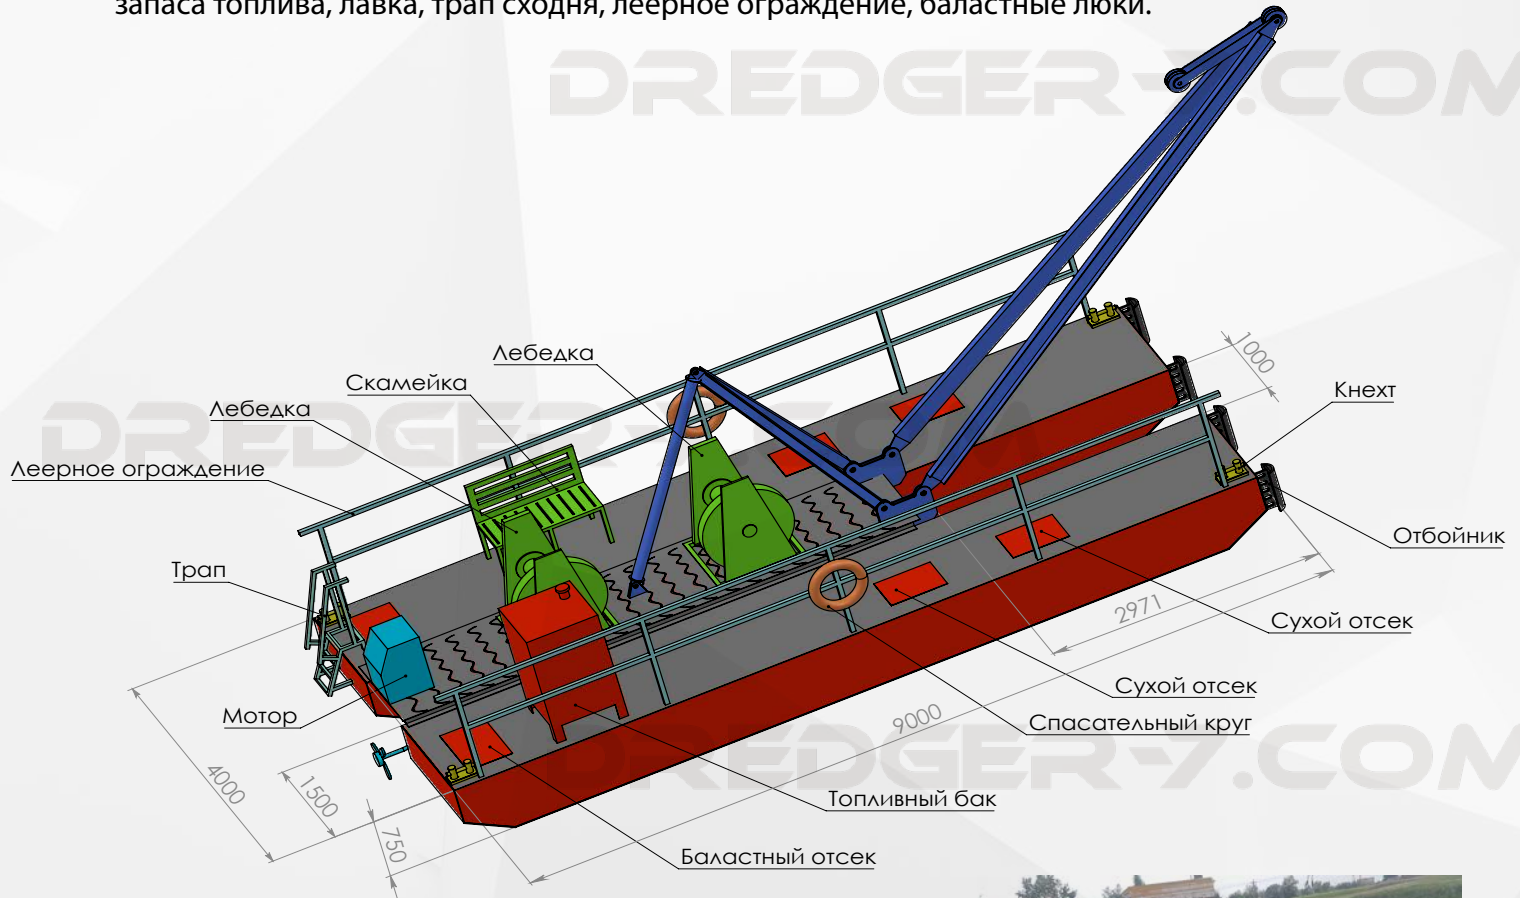 запаса топлива, лавка, трап сходня, леерное ограждение, баластные люки.
DREDGER-Y.COM
Лебедка
1000
Скамейка
Кнехт
Лебедка
DREDGER-Y.COM
Леерное ограждение
Отбойник
Трап
2971
Сухой отсек
Сухой отсек
Мотор
9000
Спасательный круг
DREDGER-Y.COM
4000
1500
Топливный бак
750
Баластный отсек